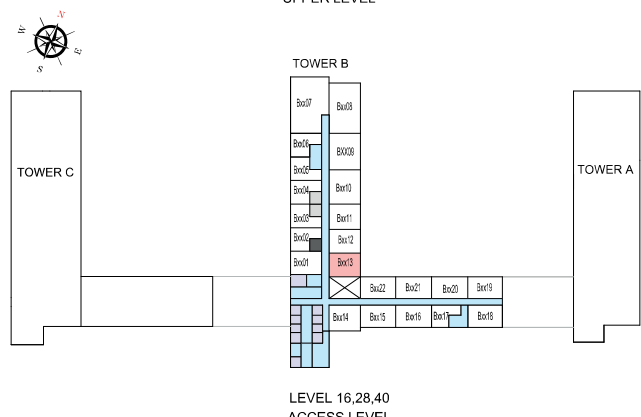 UPPER LEVEL
N
W
E
S
TOWER B
Bxx07
Bxx08
Bxx06
BXX09
Bxx05
Bxx04
Bxx10
Bxx03
Bxx11
Bxx02
Bxx12
Bxx01
Bxx13
TOWER C
TOWER A
Bxx22
Bxx21
Bxx20
Bxx19
Bxx14
Bxx15
Bxx16
Bxx17
Bxx18
LEVEL 16,28,40
ACCESS LEVEL